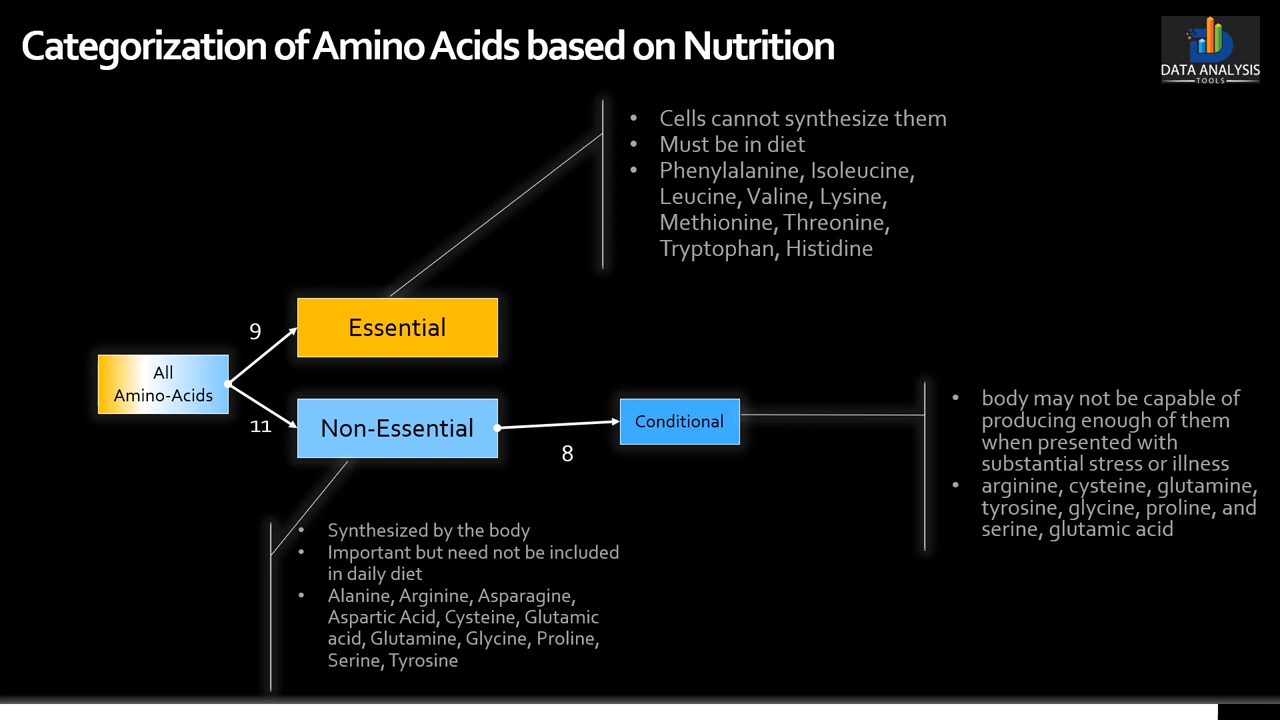 Categorization of Amino Acids based on Nutrition
DATA ANALYSIS
TOOLS
• Cells cannot synthesize them
• Must be in diet
• Phenylalanine, Isoleucine,
Leucine, Valine, Lysine,
Methionine, Threonine,
Tryptophan, Histidine
9
Essential
All
Amino-Acids
11
Non-Essential
8
Conditional
• body may not be capable of
producing enough of them
when presented with
substantial stress or illness
• arginine, cysteine, glutamine,
tyrosine, glycine, proline, and
serine, glutamic acid
• Synthesized by the body
• Important but need not be included
in daily diet
• Alanine, Arginine, Asparagine,
Aspartic Acid, Cysteine, Glutamic
acid, Glutamine, Glycine, Proline,
Serine, Tyrosine